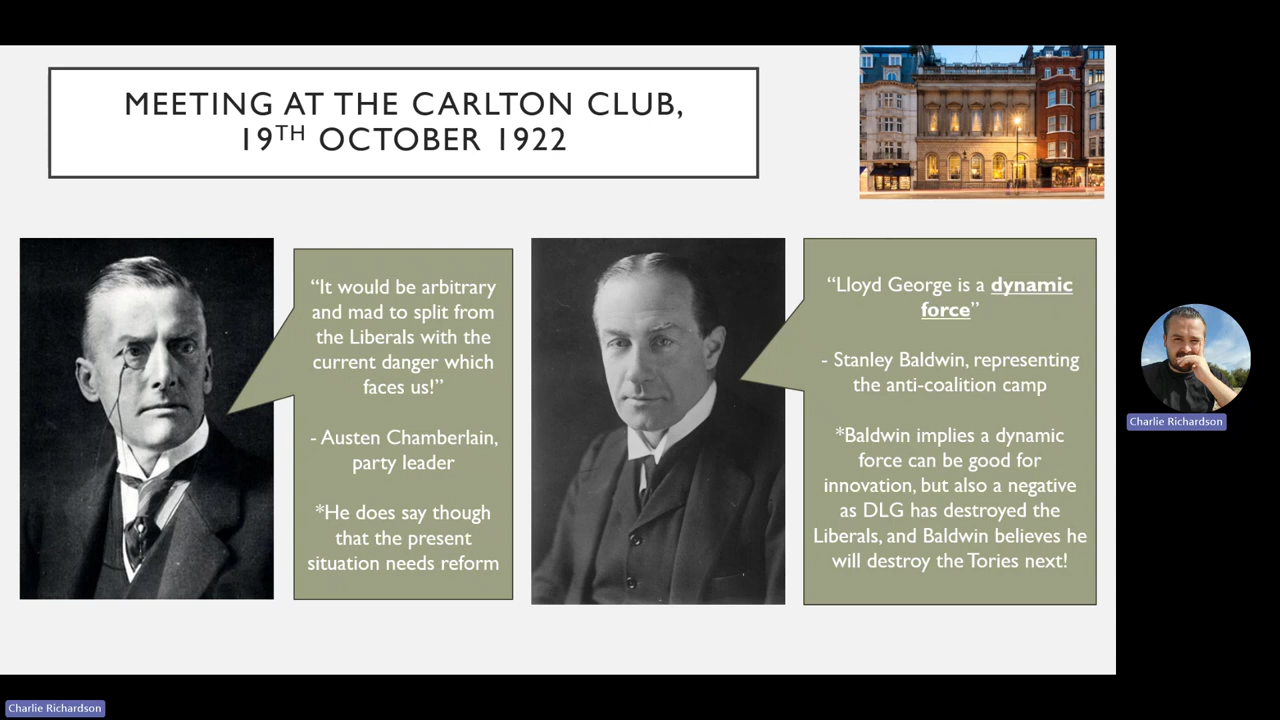 MEETING AT THE CARLTON CLUB,
19TH OCTOBER 1922
“It would be arbitrary
and mad to split from
the Liberals with the
current danger which
faces us!”
- Austen Chamberlain,
party leader
*He does say though
that the present
situation needs reform
“Lloyd George is a dynamic
force”
- Stanley Baldwin, representing
the anti-coalition camp
*Baldwin implies a dynamic
force can be good for
innovation, but also a negative
as DLG has destroyed the
Liberals, and Baldwin believes he
will destroy the Tories next!
Charlie Richardson
Charlie Richardson